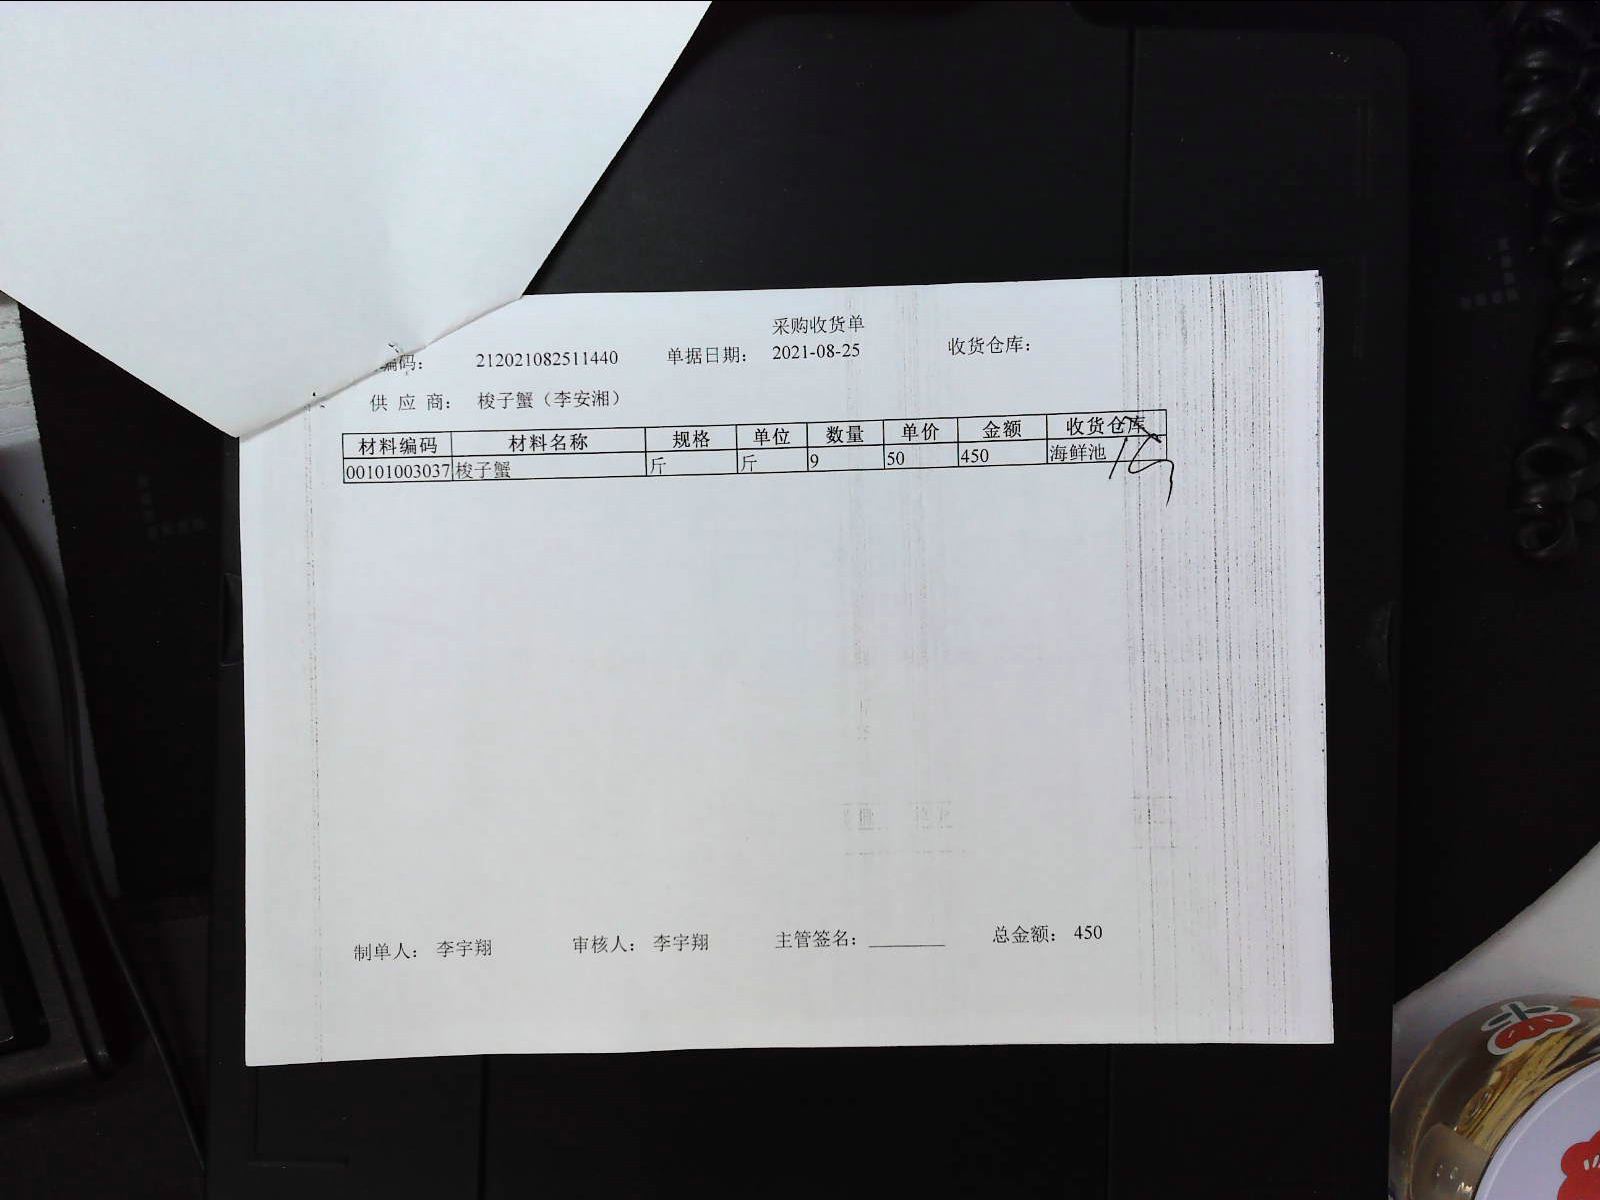 采购收货单
编码： 212021082511440 单据日期： 2021-08-25 收货仓库：
供 应 商： 梭子蟹（李安湘）
材料编码 材料名称 规格 单位 数量 单价 金额 收货仓库
00101003037 梭子蟹 斤 斤 9 50 450 海鲜池
制单人： 李宇翔 审核人： 李宇翔 主管签名：________ 总金额： 450